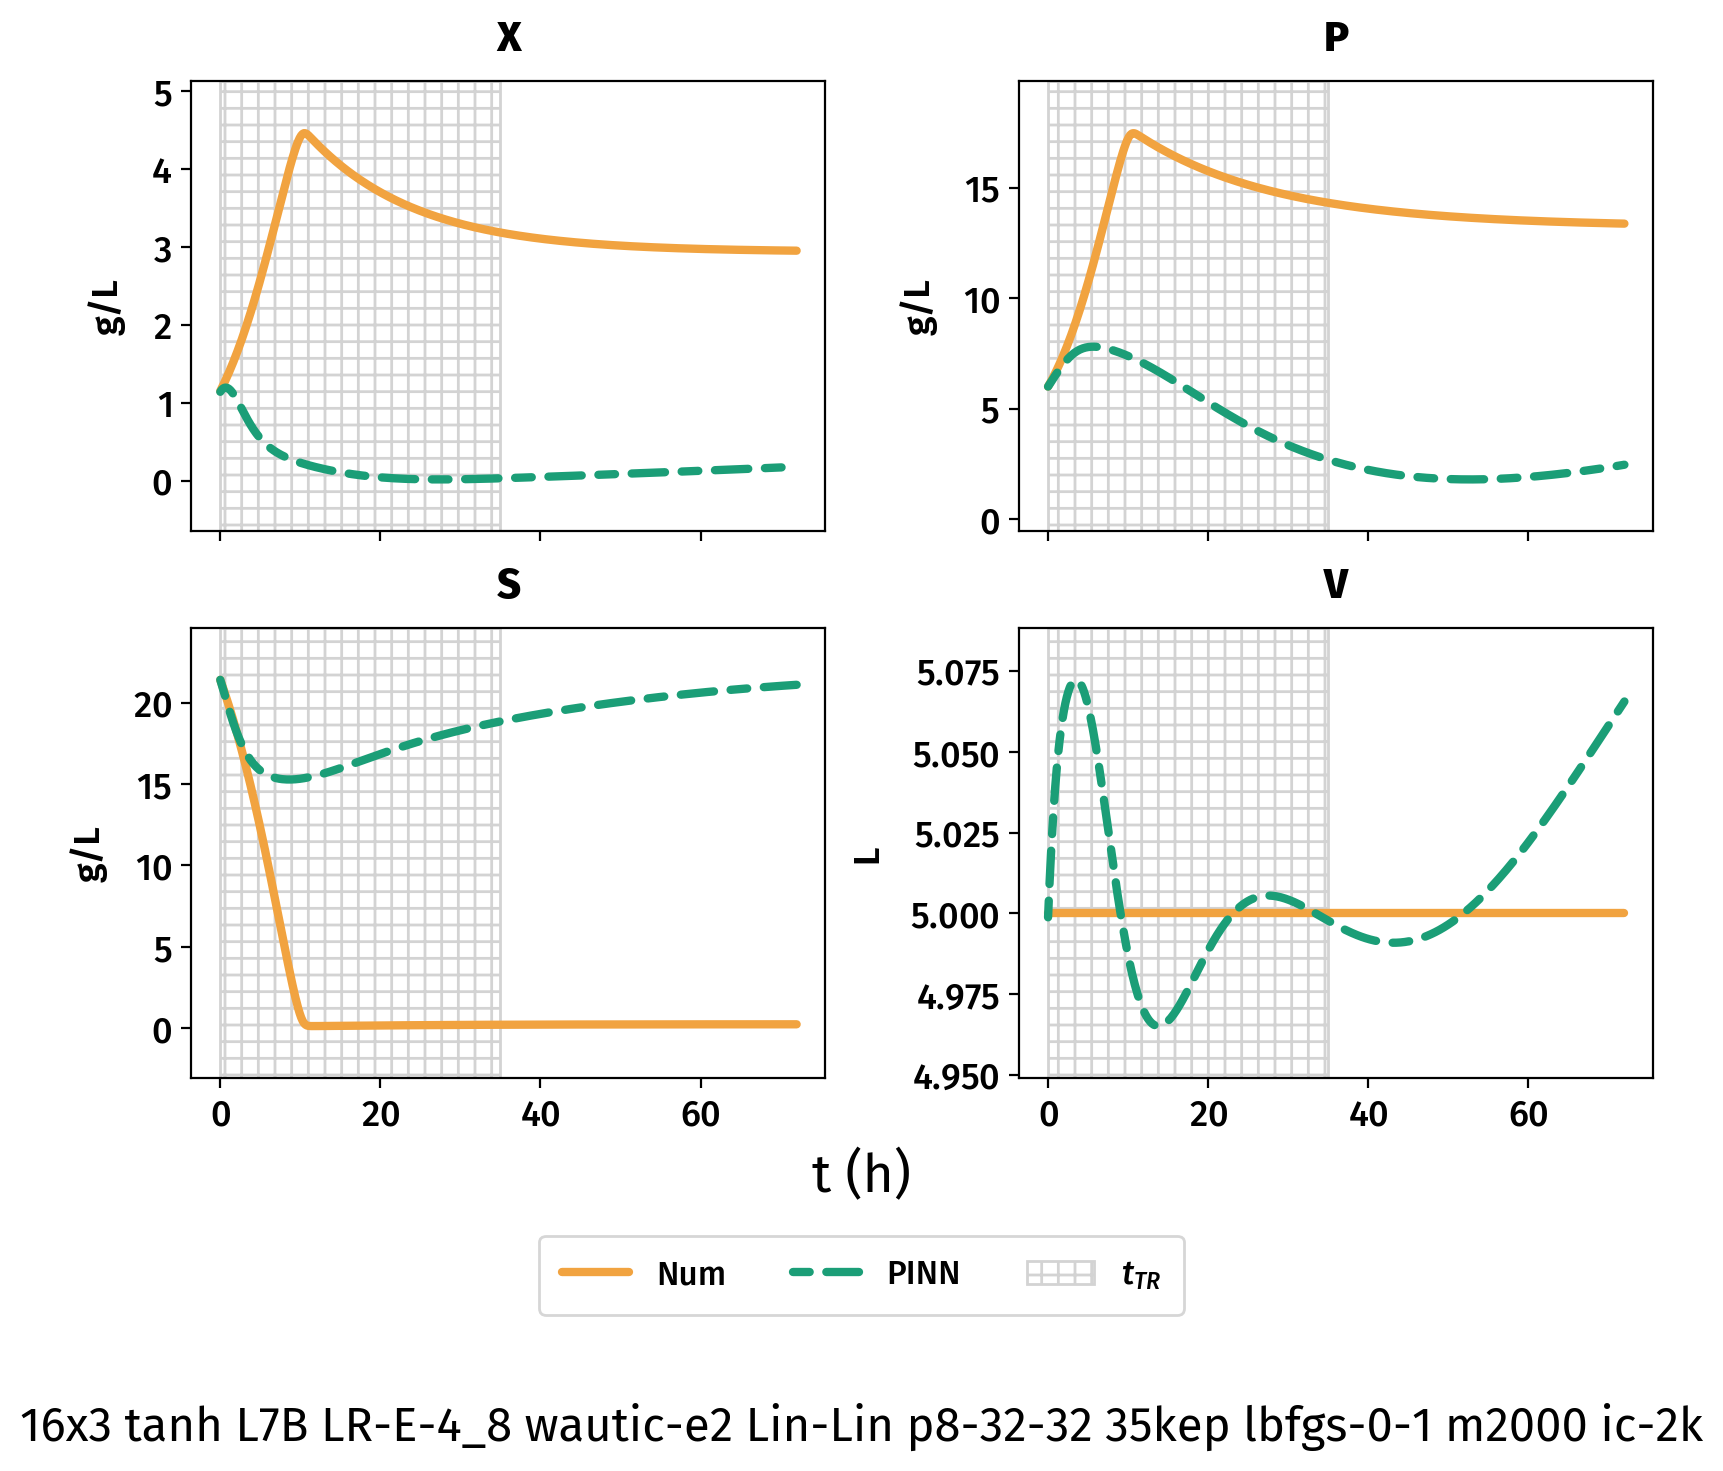 X
P
5
4
3
2
1
0
g/L
15
10
5
0
g/L
S
V
20
15
10
5
0
g/L
0 20 40 60
5.075
5.050
5.025
5.000
4.975
4.950
L
0 20 40 60
t (h)
Num PINN tTR
16x3 tanh L7B LR-E-4_8 wautic-e2 Lin-Lin p8-32-32 35kep lbfgs-0-1 m2000 ic-2k